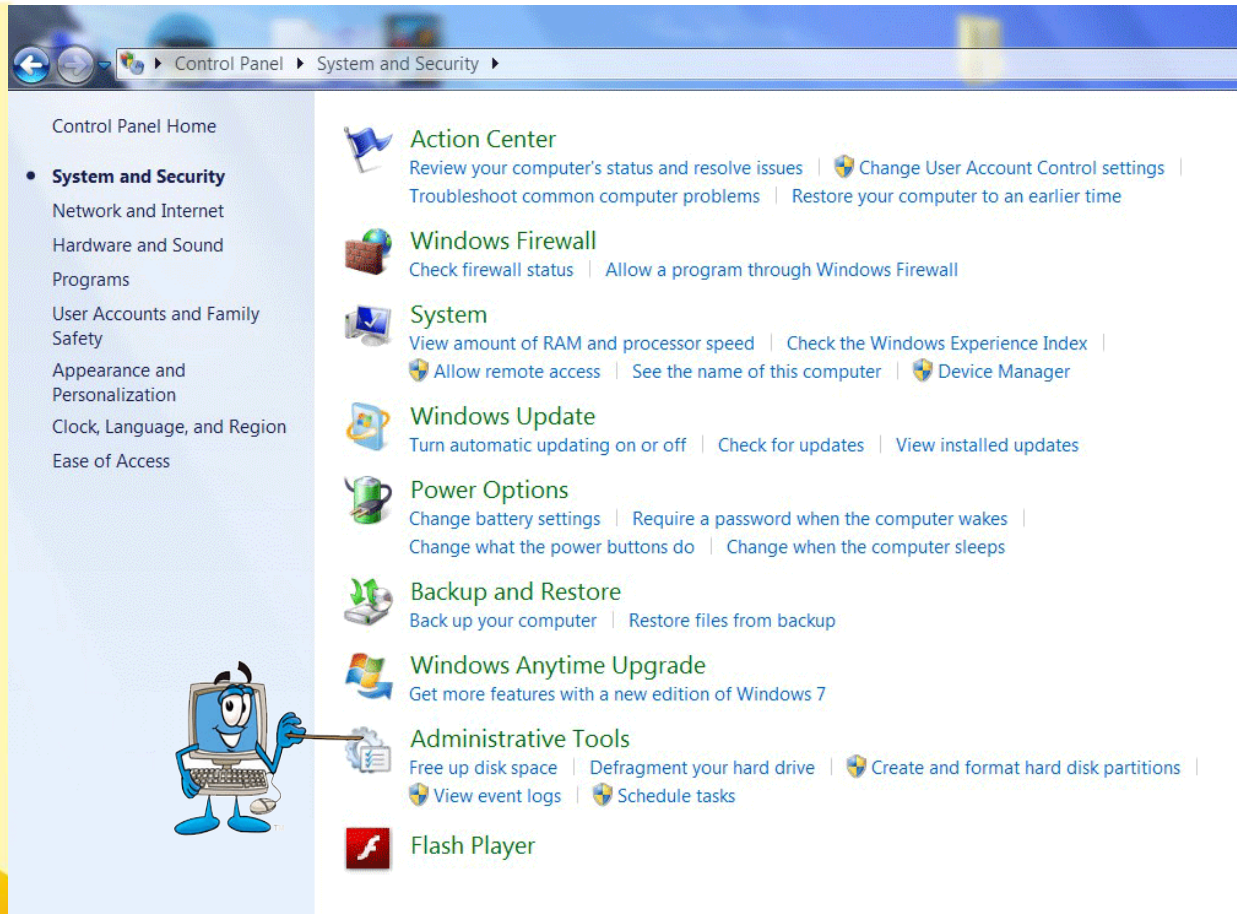 Control Panel System and Security
Control Panel Home
System and Security
Network and Internet
Hardware and Sound
Programs
User Accounts and Family
Safety
Appearance and
Personalization
Clock, Language, and Region
Ease of Access
Action Center
Review your computer's status and resolve issues Change User Account Control settings
Troubleshoot common computer problems Restore your computer to an earlier time
Windows Firewall
Check firewall status Allow a program through Windows Firewall
System
View amount of RAM and processor speed Check the Windows Experience Index
Allow remote access See the name of this computer Device Manager
Windows Update
Turn automatic updating on or off Check for updates View installed updates
Power Options
Change battery settings Require a password when the computer wakes
Change what the power buttons do Change when the computer sleeps
Backup and Restore
Back up your computer Restore files from backup
Windows Anytime Upgrade
Get more features with a new edition of Windows 7
Administrative Tools
Free up disk space Defragment your hard drive Create and format hard disk partitions
View event logs Schedule tasks
Flash Player